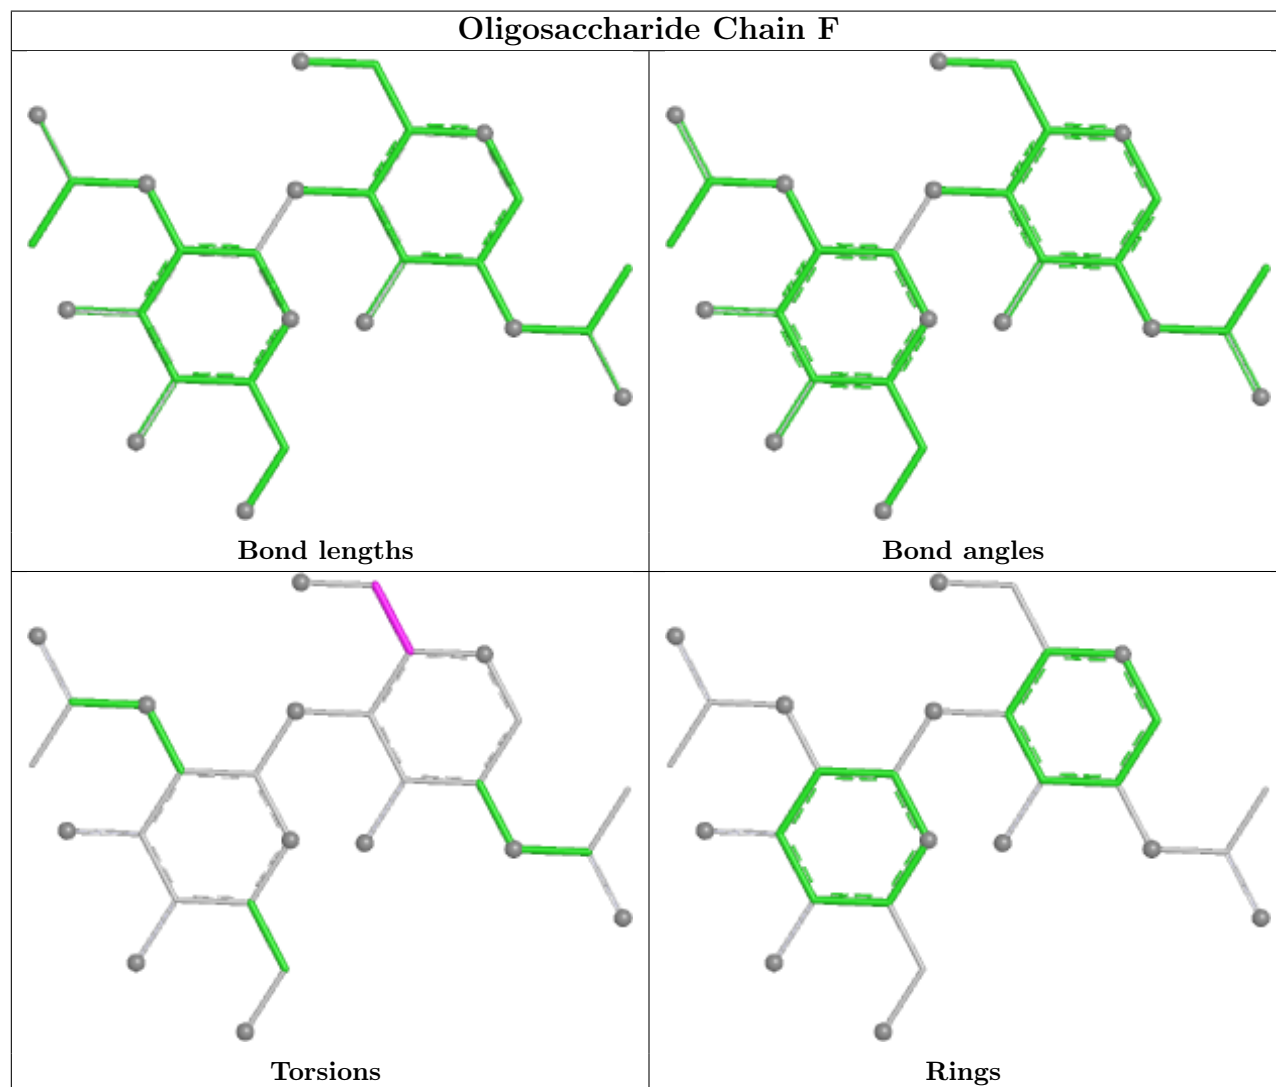 Oligosaccharide Chain F
Bond lengths
Bond angles
Torsions
Rings